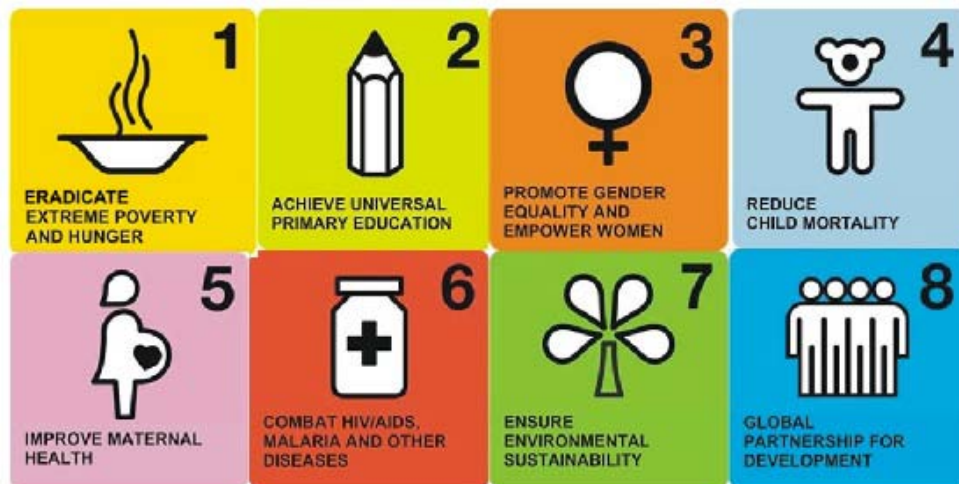 1
ERADICATE
EXTREME POVERTY
AND HUNGER
2
ACHIEVE UNIVERSAL
PRIMARY EDUCATION
3
PROMOTE GENDER
EQUALITY AND
EMPOWER WOMEN
4
REDUCE
CHILD MORTALITY
5
IMPROVE MATERNAL
HEALTH
6
COMBAT HIV/AIDS,
MALARIA AND OTHER
DISEASES
7
ENSURE
ENVIRONMENTAL
SUSTAINABILITY
8
GLOBAL
PARTNERSHIP FOR
DEVELOPMENT